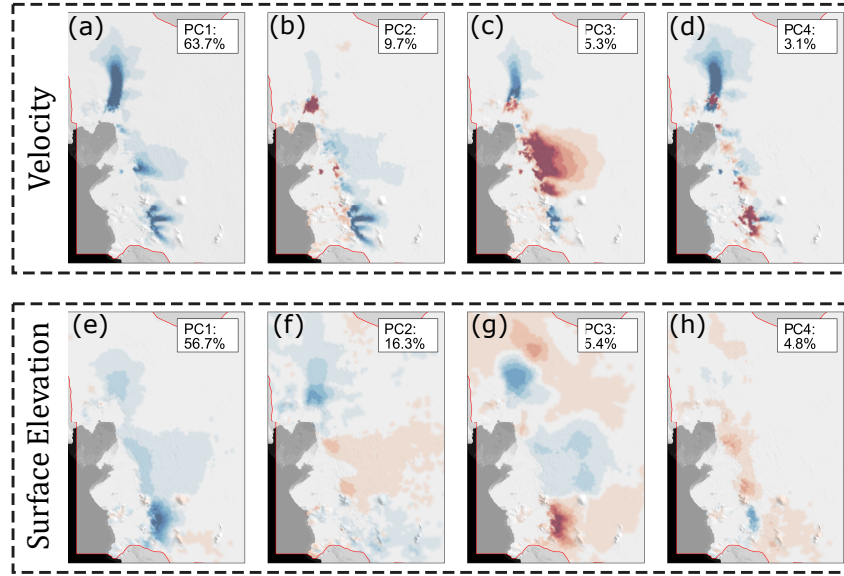 Velocity
(a)
PC1:
63.7%
(b)
PC2:
9.7%
(c)
PC3:
5.3%
(d)
PC4:
3.1%
Surface Elevation
(e)
PC1:
56.7%
(f)
PC2:
16.3%
(g)
PC3:
5.4%
(h)
PC4:
4.8%